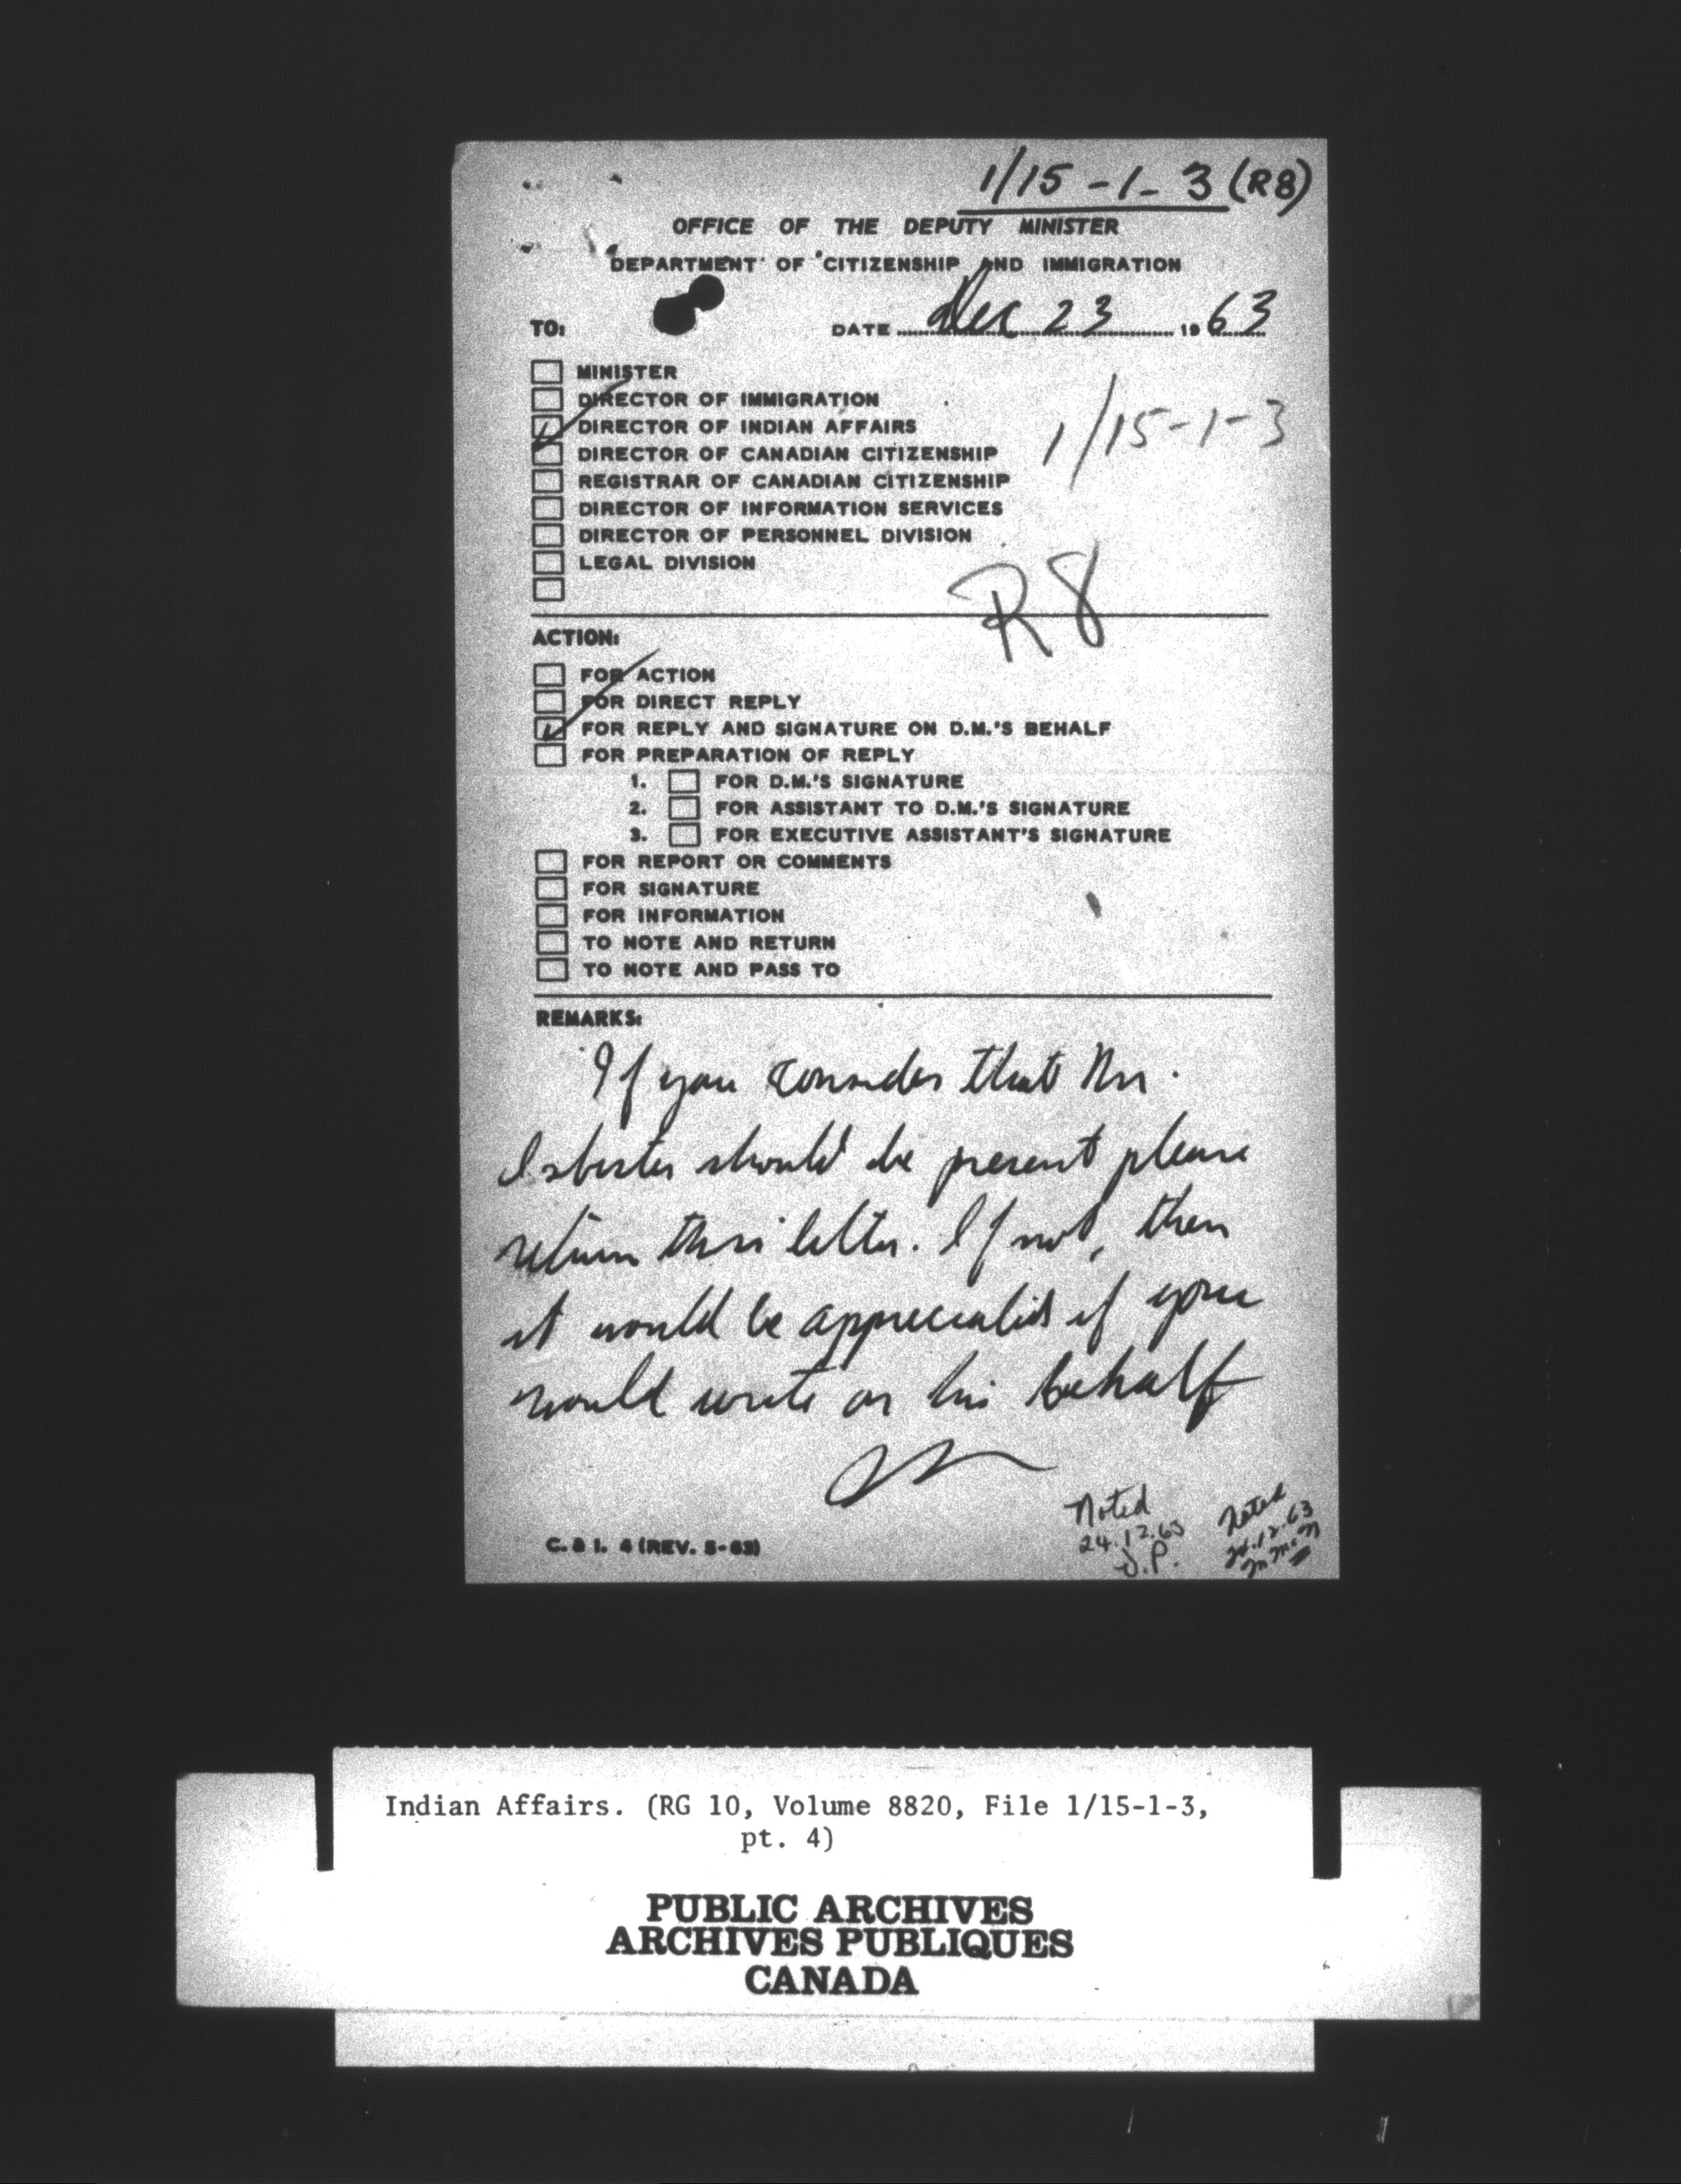 1/15-1-3 (R8)
OFFICE OF THE DEPUTY MINISTER
DEPARTMENT OF CITIZENSHIP AND IMMIGRATION
TO: DATE Dec 23 1963
MINISTER
DIRECTOR OF IMMIGRATION
DIRECTOR OF INDIAN AFFAIRS
1/15-1-3
DIRECTOR OF CANADIAN CITIZENSHIP
REGISTRAR OF CANADIAN CITIZENSHIP
DIRECTOR OF INFORMATION SERVICES
DIRECTOR OF PERSONNEL DIVISION
LEGAL DIVISION
R8
ACTION:
FOR ACTION
FOR DIRECT REPLY
FOR REPLY AND SIGNATURE ON D.M.'S BEHALF
FOR PREPARATION OF REPLY
1. FOR D.M.'S SIGNATURE
2. FOR ASSISTANT TO D.M.'S SIGNATURE
3. FOR EXECUTIVE ASSISTANT'S SIGNATURE
FOR REPORT OR COMMENTS
FOR SIGNATURE
FOR INFORMATION
TO NOTE AND RETURN
TO NOTE AND PASS TO
REMARKS:
If you consider that Mr.
Isbister should be present please
return this letter. If not, then
it would be appreciated if you
would write on his behalf
Noted
24.12.63
J.P.
Noted
24.12.63
C. & I. 4 (REV. 5-63)
Indian Affairs. (RG 10, Volume 8820, File 1/15-1-3,
pt. 4)
PUBLIC ARCHIVES
ARCHIVES PUBLIQUES
CANADA